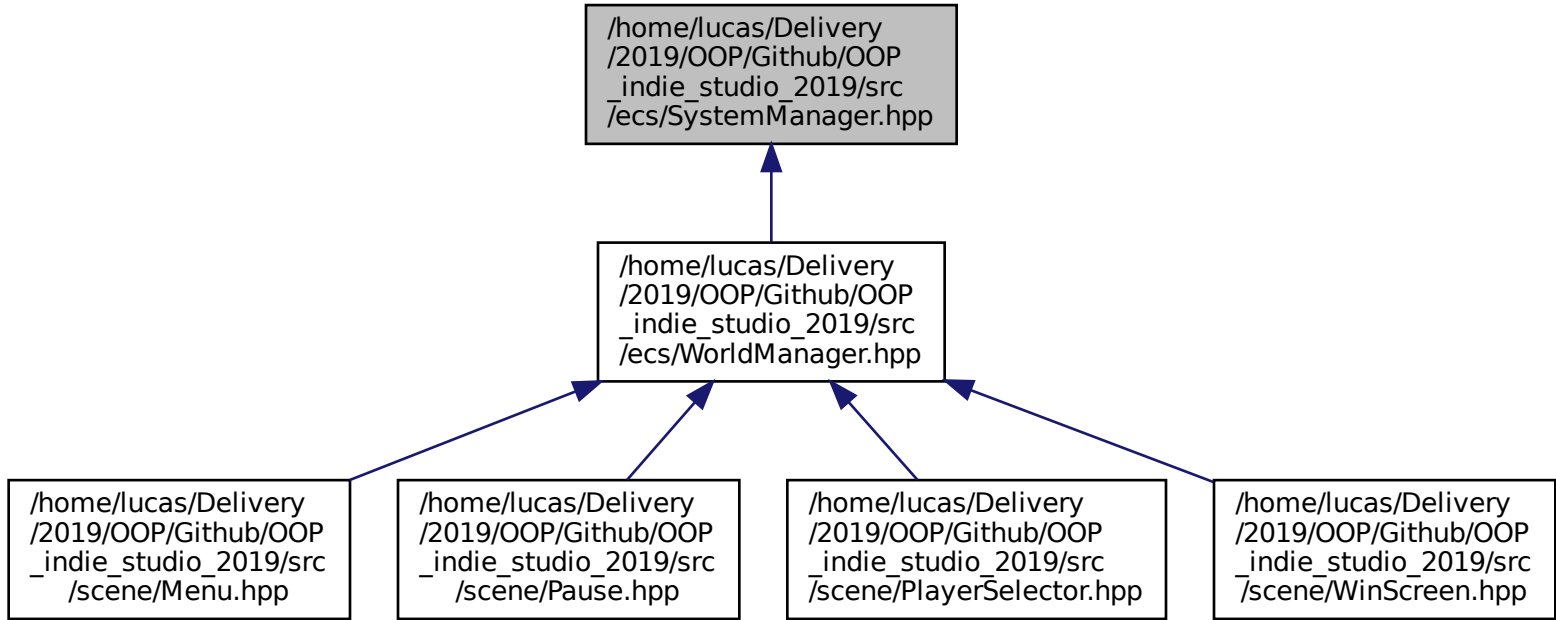 /home/lucas/Delivery
/2019/OOP/Github/OOP
_indie_studio_2019/src
/ecs/SystemManager.hpp
/home/lucas/Delivery
/2019/OOP/Github/OOP
_indie_studio_2019/src
/ecs/WorldManager.hpp
/home/lucas/Delivery
/2019/OOP/Github/OOP
_indie_studio_2019/src
/scene/Menu.hpp
/home/lucas/Delivery
/2019/OOP/Github/OOP
_indie_studio_2019/src
/scene/Pause.hpp
/home/lucas/Delivery
/2019/OOP/Github/OOP
_indie_studio_2019/src
/scene/PlayerSelector.hpp
/home/lucas/Delivery
/2019/OOP/Github/OOP
_indie_studio_2019/src
/scene/WinScreen.hpp